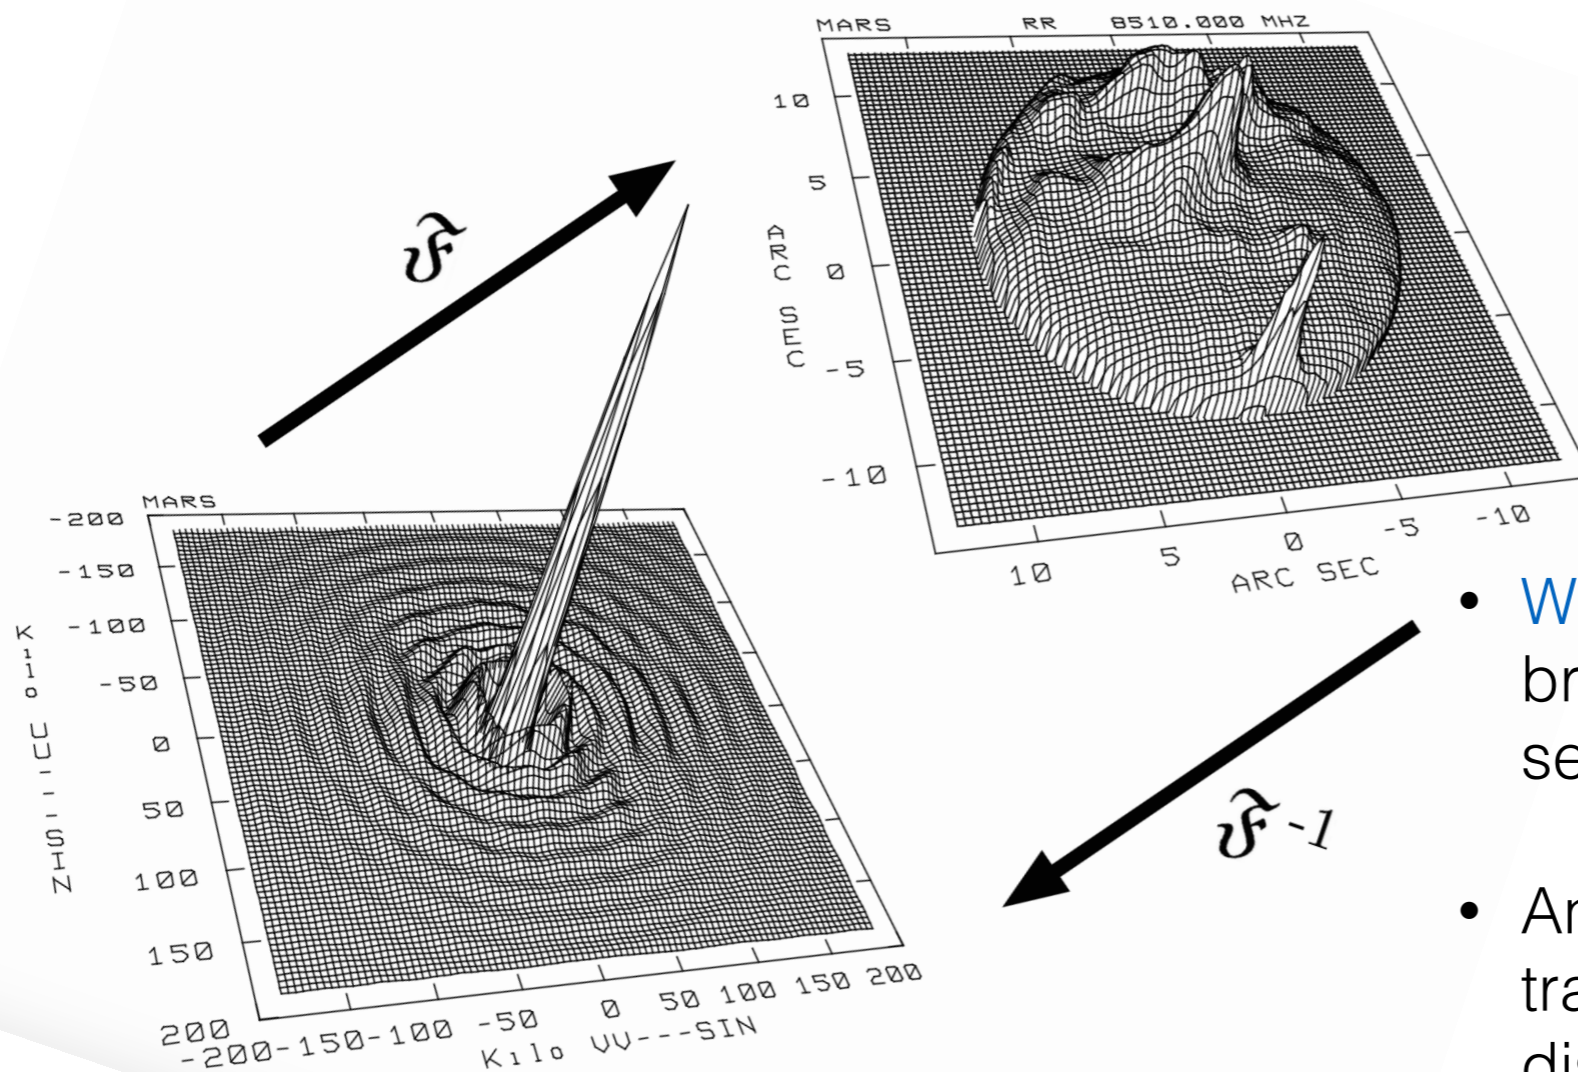 MARS RR 8510.000 MHZ
10
5
0
-5
-10
ARC SEC
10 5 0 -5 -10
ARC SEC
𝔉
MARS
-200
-150
-100
-50
0
50
100
150
200
Kilo UU---SIN
-200 -150 -100 -50 0 50 100 150 200
Kilo VV---SIN
𝔉 -1
• W
br
se
• An
tra
dis